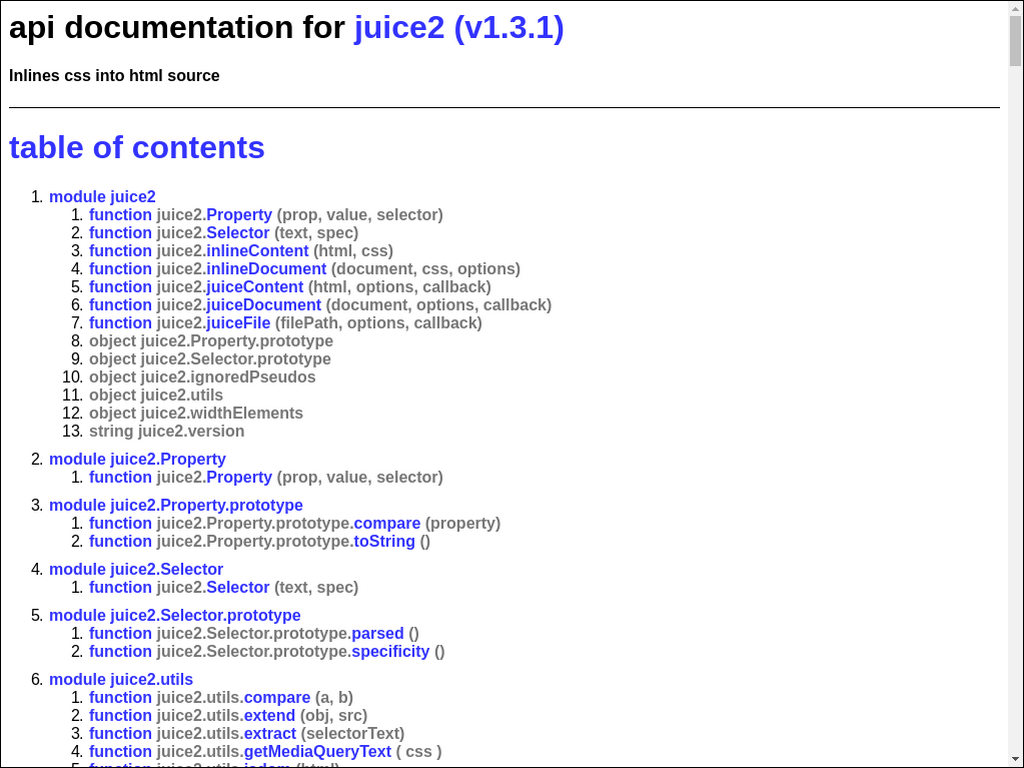 api documentation for juice2 (v1.3.1)
Inlines css into html source
table of contents
1. module juice2
1. function juice2.Property (prop, value, selector)
2. function juice2.Selector (text, spec)
3. function juice2.inlineContent (html, css)
4. function juice2.inlineDocument (document, css, options)
5. function juice2.juiceContent (html, options, callback)
6. function juice2.juiceDocument (document, options, callback)
7. function juice2.juiceFile (filePath, options, callback)
8. object juice2.Property.prototype
9. object juice2.Selector.prototype
10. object juice2.ignoredPseudos
11. object juice2.utils
12. object juice2.widthElements
13. string juice2.version
2. module juice2.Property
1. function juice2.Property (prop, value, selector)
3. module juice2.Property.prototype
1. function juice2.Property.prototype.compare (property)
2. function juice2.Property.prototype.toString ()
4. module juice2.Selector
1. function juice2.Selector (text, spec)
5. module juice2.Selector.prototype
1. function juice2.Selector.prototype.parsed ()
2. function juice2.Selector.prototype.specificity ()
6. module juice2.utils
1. function juice2.utils.compare (a, b)
2. function juice2.utils.extend (obj, src)
3. function juice2.utils.extract (selectorText)
4. function juice2.utils.getMediaQueryText ( css )
5. function juice2.utils.jsdom (html)